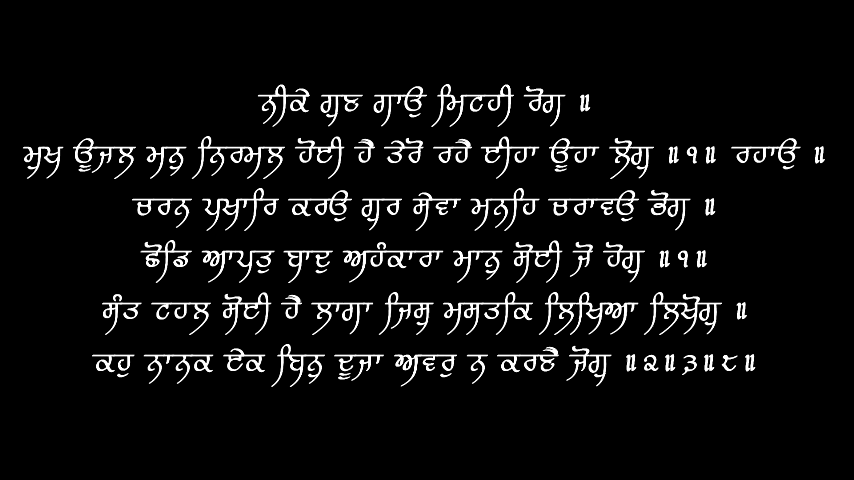 ਨੀਕੇ ਗੁਣ ਗਾਉ ਮਿਟਹੀ ਰੋਗ ॥
ਮੁਖ ਊਜਲ ਮਨੁ ਨਿਰਮਲ ਹੋਈ ਹੈ ਤੇਰੋ ਰਹੈ ਈਹਾ ਊਹਾ ਲੋਗੁ ॥੧॥ ਰਹਾਉ ॥
ਚਰਨ ਪਖਾਰਿ ਕਰਉ ਗੁਰ ਸੇਵਾ ਮਨਹਿ ਚਰਾਵਉ ਭੋਗ ॥
ਛੋਡਿ ਆਪਤੁ ਬਾਦੁ ਅਹੰਕਾਰਾ ਮਾਨੁ ਸੋਈ ਜੋ ਹੋਗੁ ॥੧॥
ਸੰਤ ਟਹਲ ਸੋਈ ਹੈ ਲਾਗਾ ਜਿਸੁ ਮਸਤਕਿ ਲਿਖਿਆ ਲਿਖੋਗੁ ॥
ਕਹੁ ਨਾਨਕ ਏਕ ਬਿਨੁ ਦੂਜਾ ਅਵਰੁ ਨ ਕਰਣੈ ਜੋਗੁ ॥੨॥੩॥੮॥